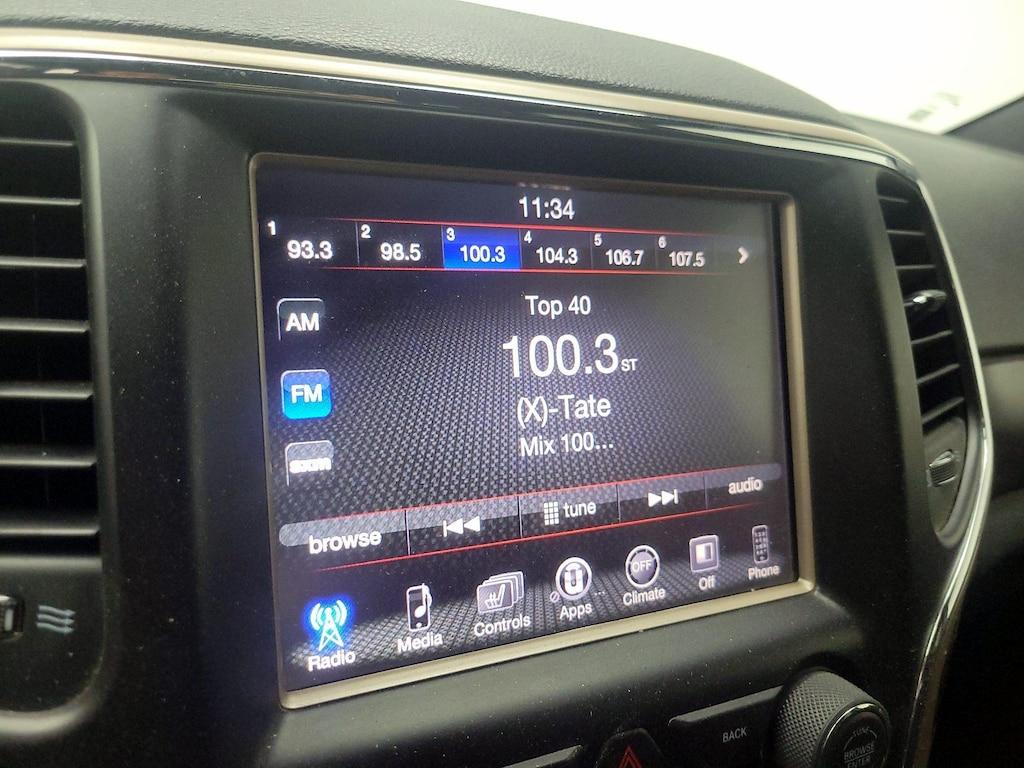 11:34
1 93.3 2 98.5 3 100.3 4 104.3 5 106.7 6 107.5
Top 40
AM
100.3 ST
FM
(X)-Tate
Mix 100...
browse tune audio
OFF
Radio Media Controls Apps Climate Off Phone
BACK
BROWSE
ENTER